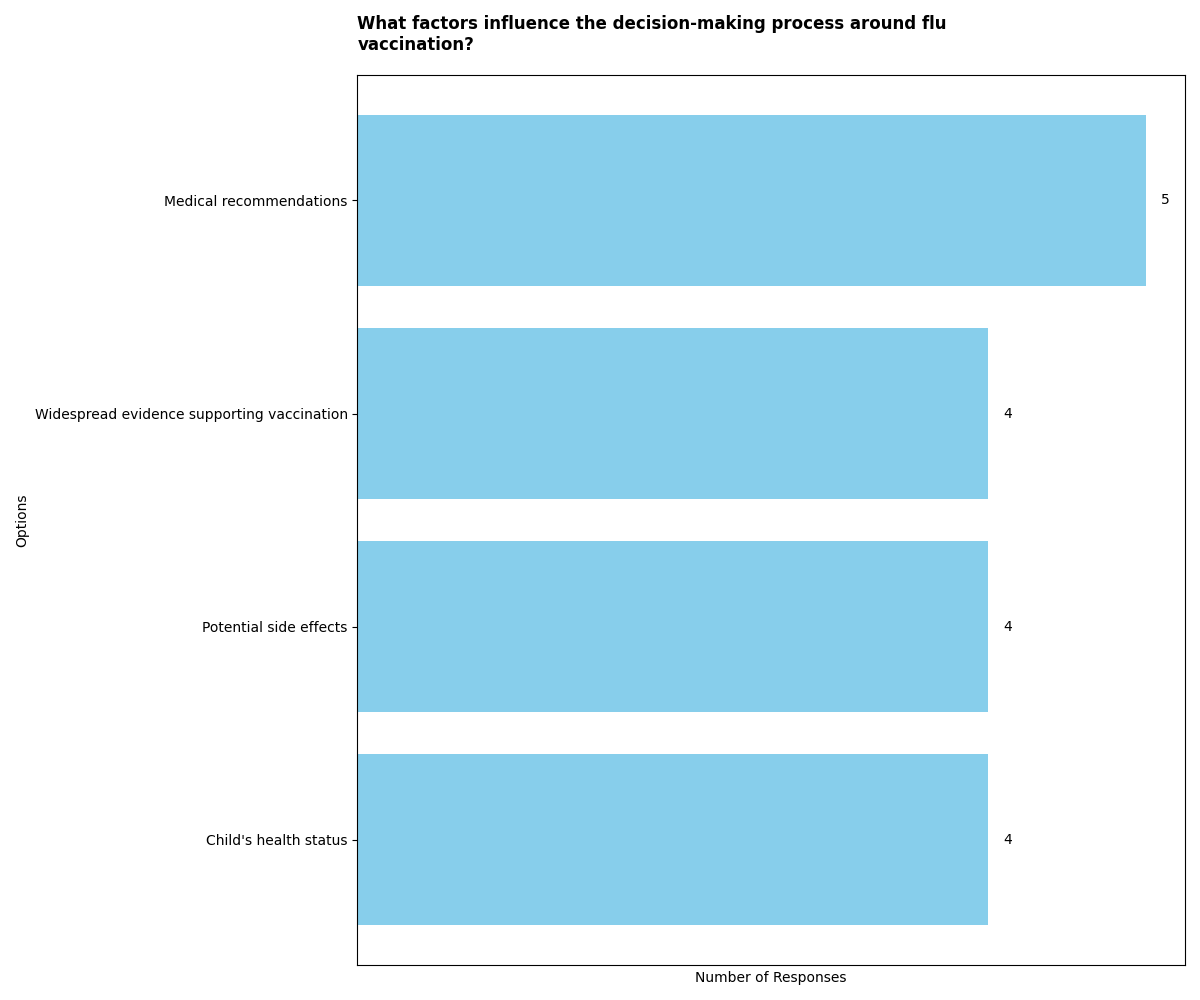 What factors influence the decision-making process around flu
vaccination?
Medical recommendations
5
Widespread evidence supporting vaccination
4
Options
Potential side effects
4
Child's health status
4
Number of Responses